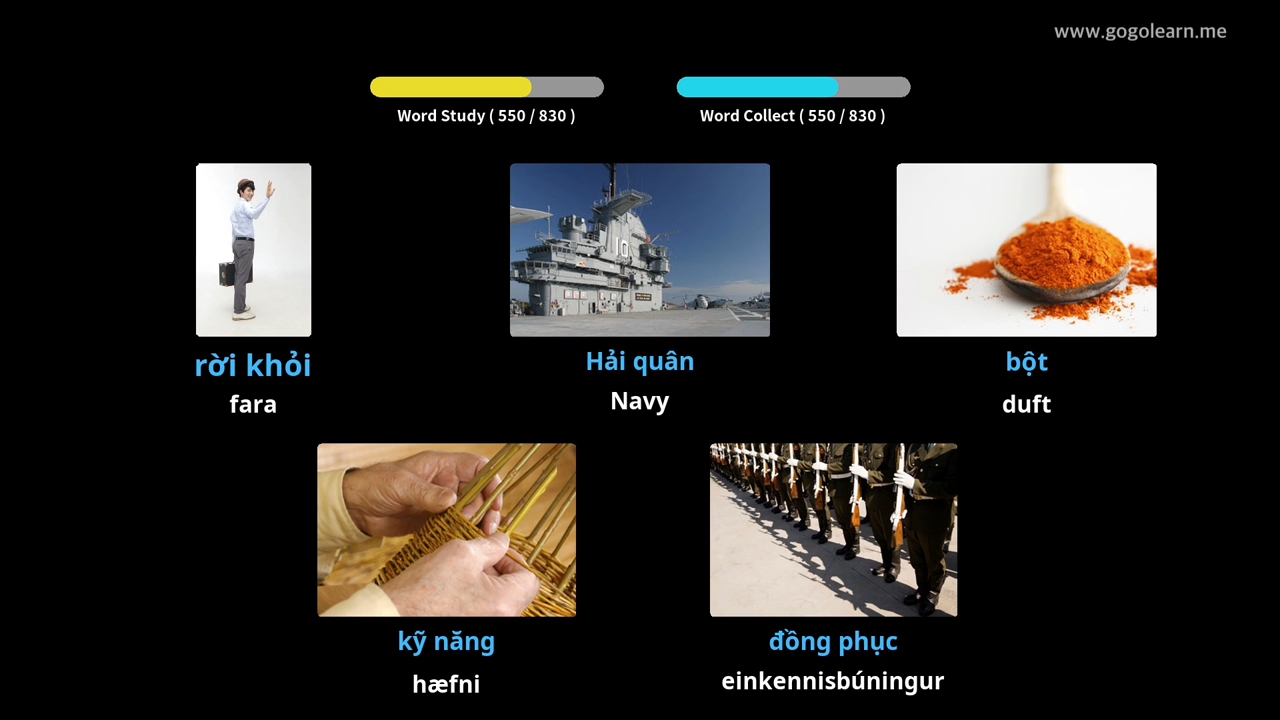 www.gogolearn.me
Word Study ( 550 / 830 )
Word Collect ( 550 / 830 )
10
rời khỏi
Hải quân
bột
fara
Navy
duft
kỹ năng
đồng phục
hæfni
einkennisbúningur